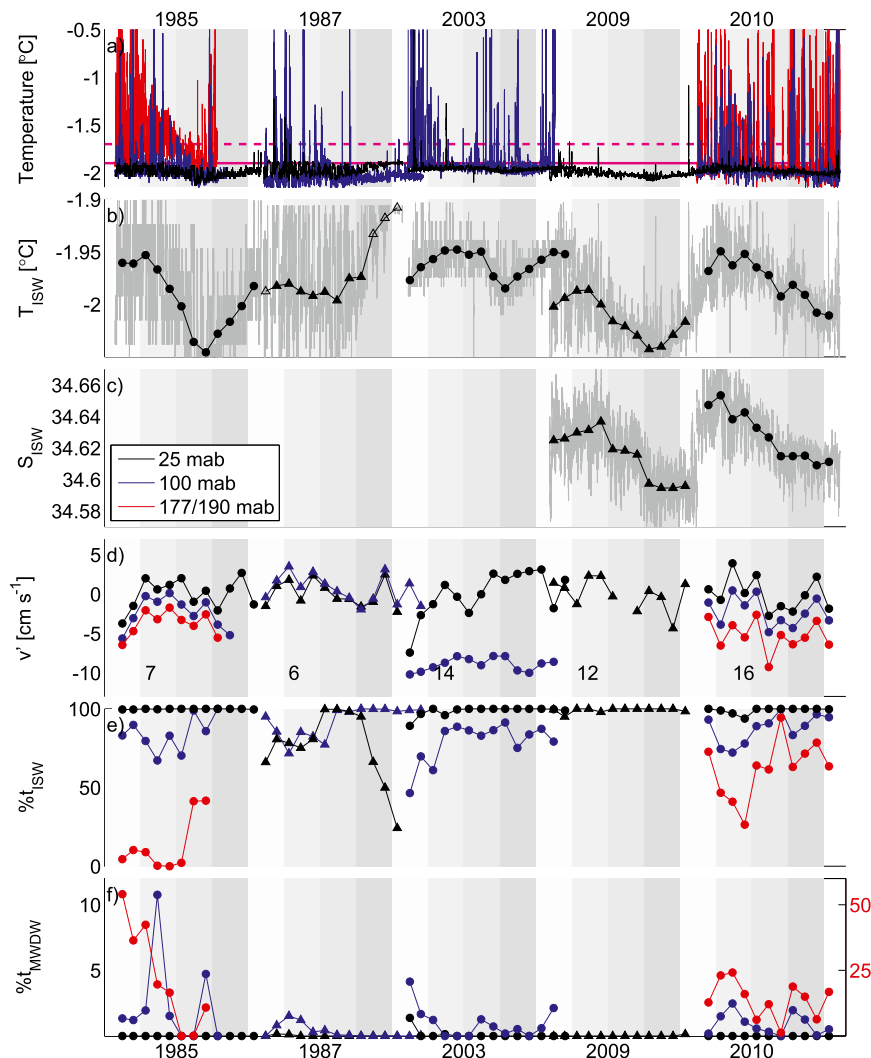 1985 1987 2003 2009 2010
a)
Temperature [°C]
-0.5
-1
-1.5
-2
b)
T_ISW [°C]
-1.9
-1.95
-2
c)
S_ISW
34.66
34.64
34.62
34.6
34.58
25 mab
100 mab
177/190 mab
d)
v' [cm s⁻¹]
5
0
-5
-10
7 6 14 12 16
e)
%t_ISW
100
50
0
f)
%t_MWDW
10
5
50
25
1985 1987 2003 2009 2010